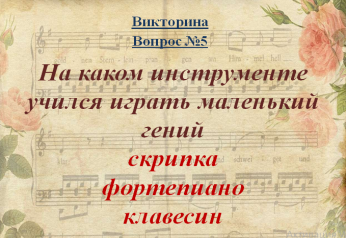 Викторина
Вопрос №5
На каком инструменте
учился играть маленький
гений
скрипка
фортепиано
клавесин